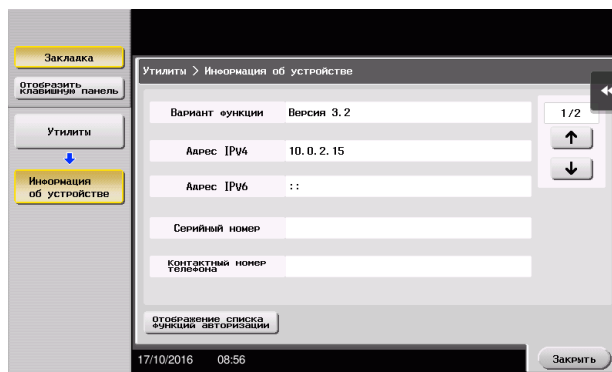 Закладка
Отобразить
клавишную панель
Утилиты
Информация
об устройстве
Утилиты > Информация об устройстве
Вариант функции
Версия 3.2
1/2
Адрес IPv4
10.0.2.15
Адрес IPv6
::
Серийный номер
Контактный номер
телефона
Отображение списка
функций авторизации
17/10/2016 08:56
Закрыть